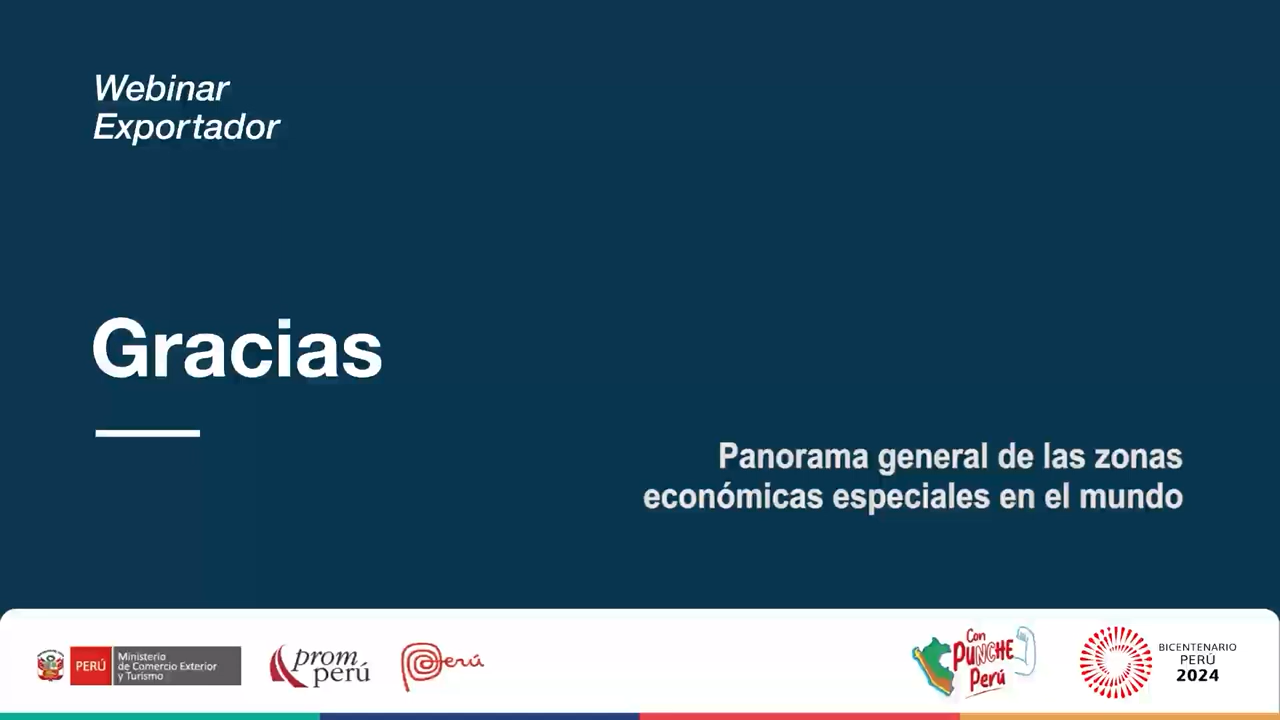 Webinar
Exportador
Gracias
Panorama general de las zonas
económicas especiales en el mundo
PERÚ
Ministerio
de Comercio Exterior
y Turismo
prom
perú
Perú
Con
PUNCHE
Perú
BICENTENARIO
PERÚ
2024